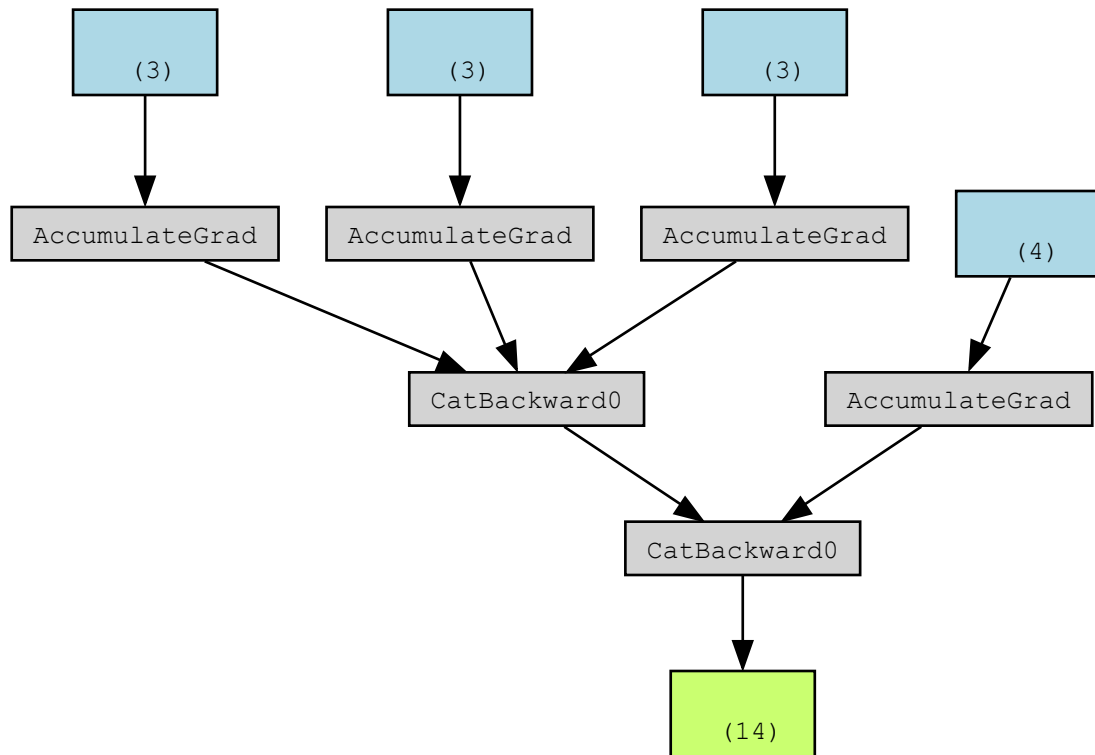 (3)
(3)
(3)
AccumulateGrad
AccumulateGrad
AccumulateGrad
(4)
CatBackward0
AccumulateGrad
CatBackward0
(14)